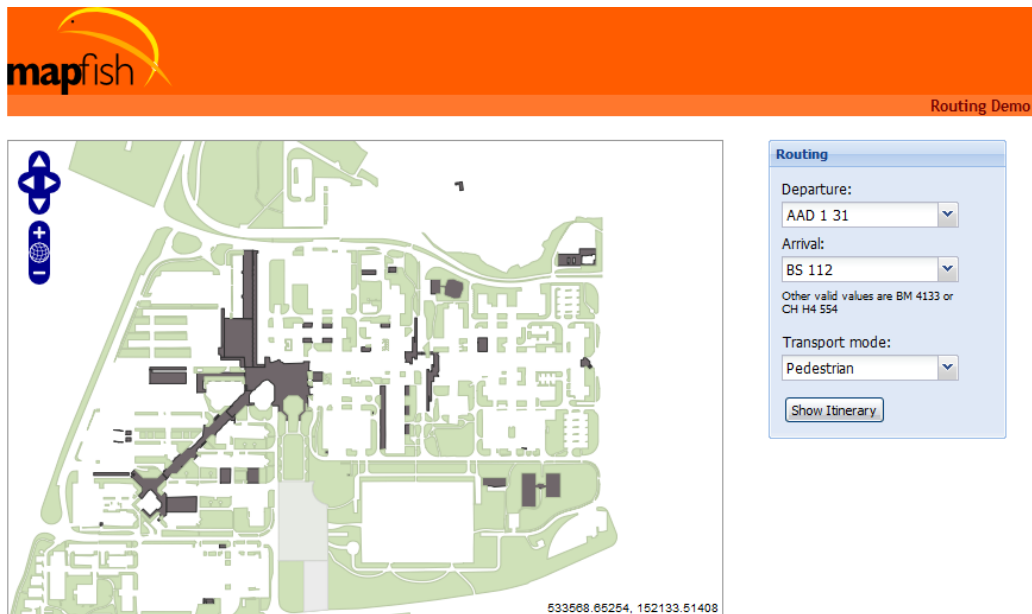 mapfish
Routing Demo
Routing
Departure:
AAD 1 31
Arrival:
BS 112
Other valid values are BM 4133 or
CH H4 554
Transport mode:
Pedestrian
Show Itinerary
533568.65254, 152133.51408